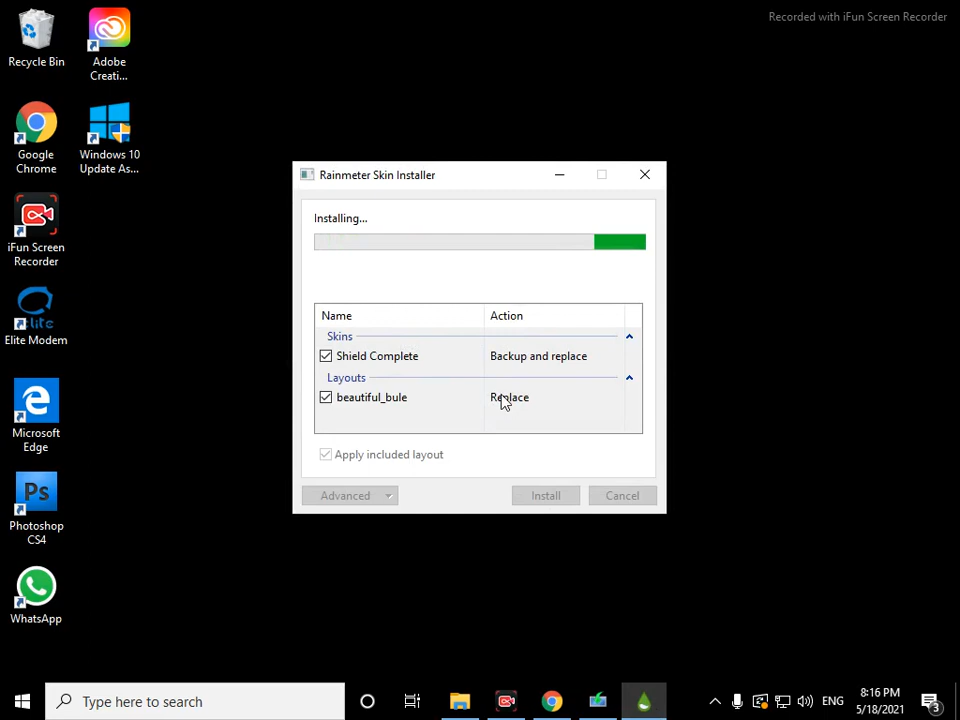 Recorded with iFun Screen Recorder
Recycle Bin
Adobe
Creati...
Google
Chrome
Windows 10
Update As...
iFun Screen
Recorder
Elite Modem
Microsoft
Edge
Ps
Photoshop
CS4
WhatsApp
Rainmeter Skin Installer
Installing...
Name Action
Skins
Shield Complete Backup and replace
Layouts
beautiful_bule Replace
Apply included layout
Advanced Install Cancel
Type here to search
ENG
8:16 PM
5/18/2021
3